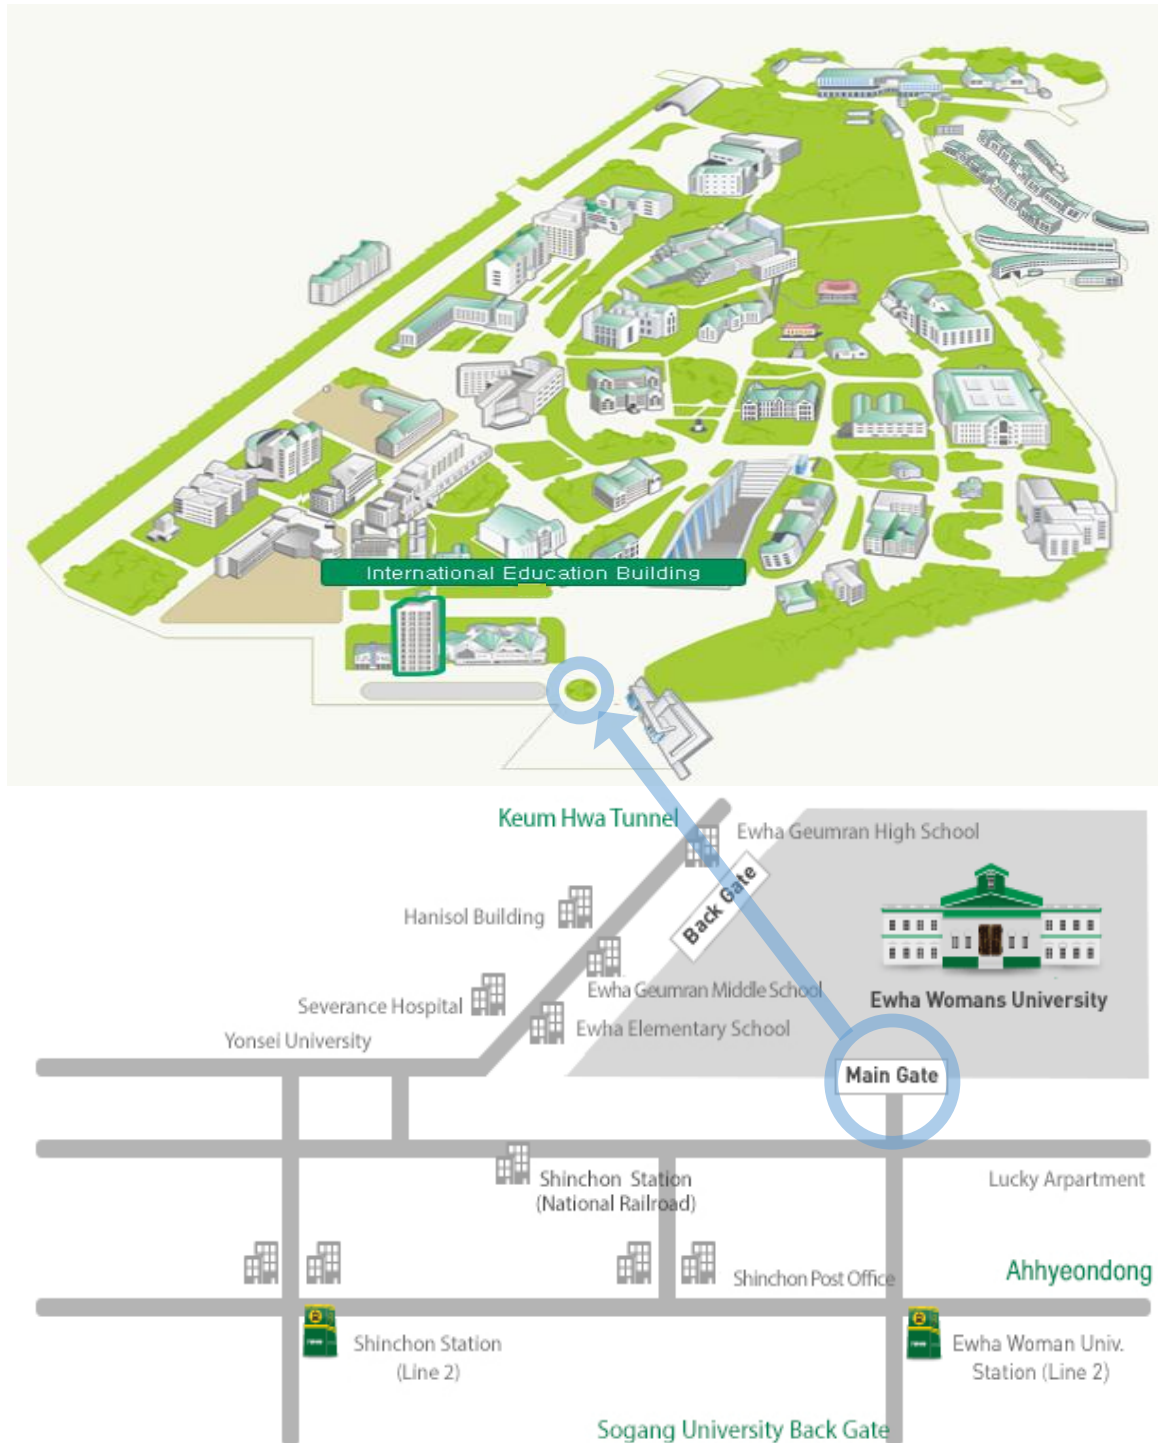 International Education Building
Keum Hwa Tunnel
Ewha Geumran High School
Back Gate
Hanisol Building
Ewha Geumran Middle School
Severance Hospital
Ewha Womans University
Ewha Elementary School
Yonsei University
Main Gate
Shinchon Station
(National Railroad)
Lucky Arpartment
Shinchon Post Office
Ahhyeondong
Shinchon Station
(Line 2)
Ewha Woman Univ.
Station (Line 2)
Sogang University Back Gate